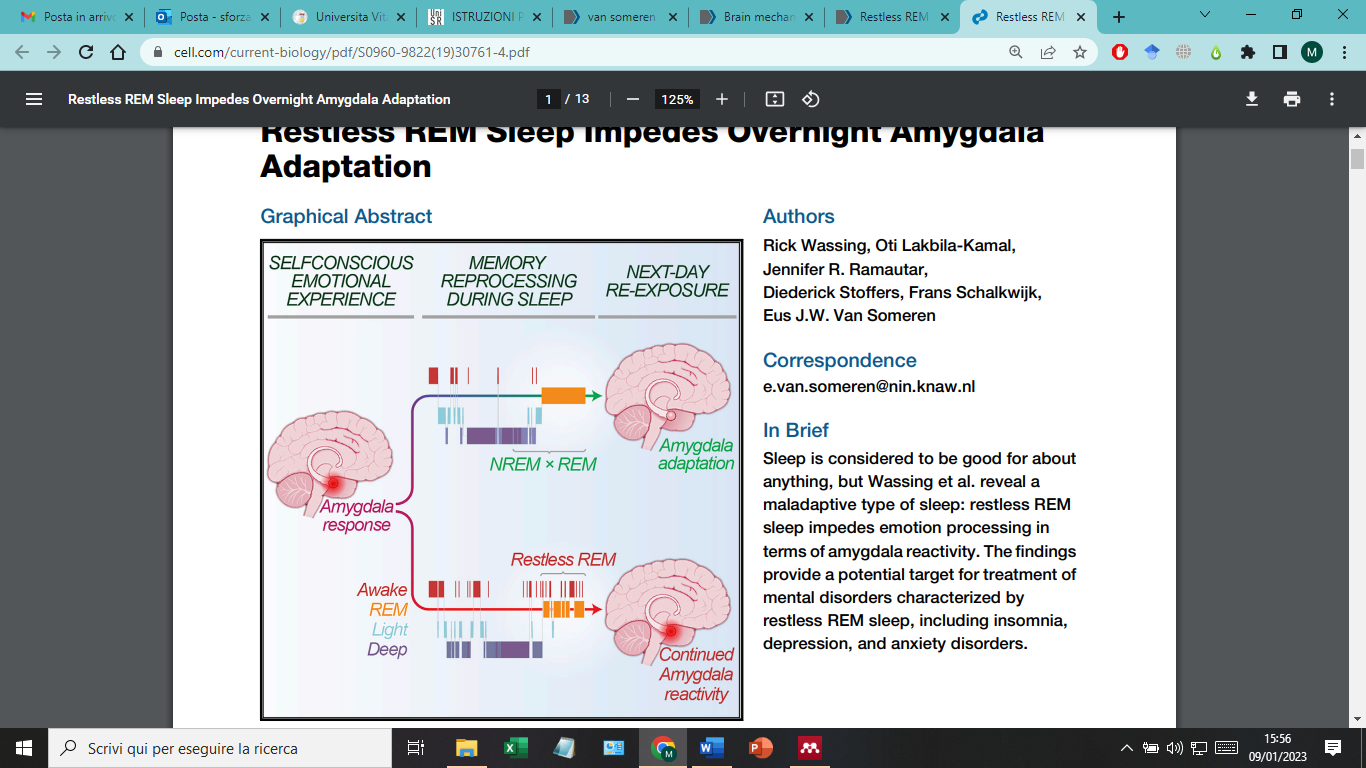 Posta in arrivo
Posta - sforza
Universita Vit
ISTRUZIONI P
van someren
Brain mechan
Restless REM
Restless REM
cell.com/current-biology/pdf/S0960-9822(19)30761-4.pdf
M
Restless REM Sleep Impedes Overnight Amygdala Adaptation
1 / 13
125%
Restless REM Sleep Impedes Overnight Amygdala
Adaptation
Graphical Abstract
SELFCONSCIOUS
EMOTIONAL
EXPERIENCE
MEMORY
REPROCESSING
DURING SLEEP
NEXT-DAY
RE-EXPOSURE
Amygdala
response
NREM × REM
Amygdala
adaptation
Restless REM
Awake
REM
Light
Deep
Continued
Amygdala
reactivity
Authors
Rick Wassing, Oti Lakbila-Kamal,
Jennifer R. Ramautar,
Diederick Stoffers, Frans Schalkwijk,
Eus J.W. Van Someren
Correspondence
e.van.someren@nin.knaw.nl
In Brief
Sleep is considered to be good for about
anything, but Wassing et al. reveal a
maladaptive type of sleep: restless REM
sleep impedes emotion processing in
terms of amygdala reactivity. The findings
provide a potential target for treatment of
mental disorders characterized by
restless REM sleep, including insomnia,
depression, and anxiety disorders.
Scrivi qui per eseguire la ricerca
15:56
09/01/2023